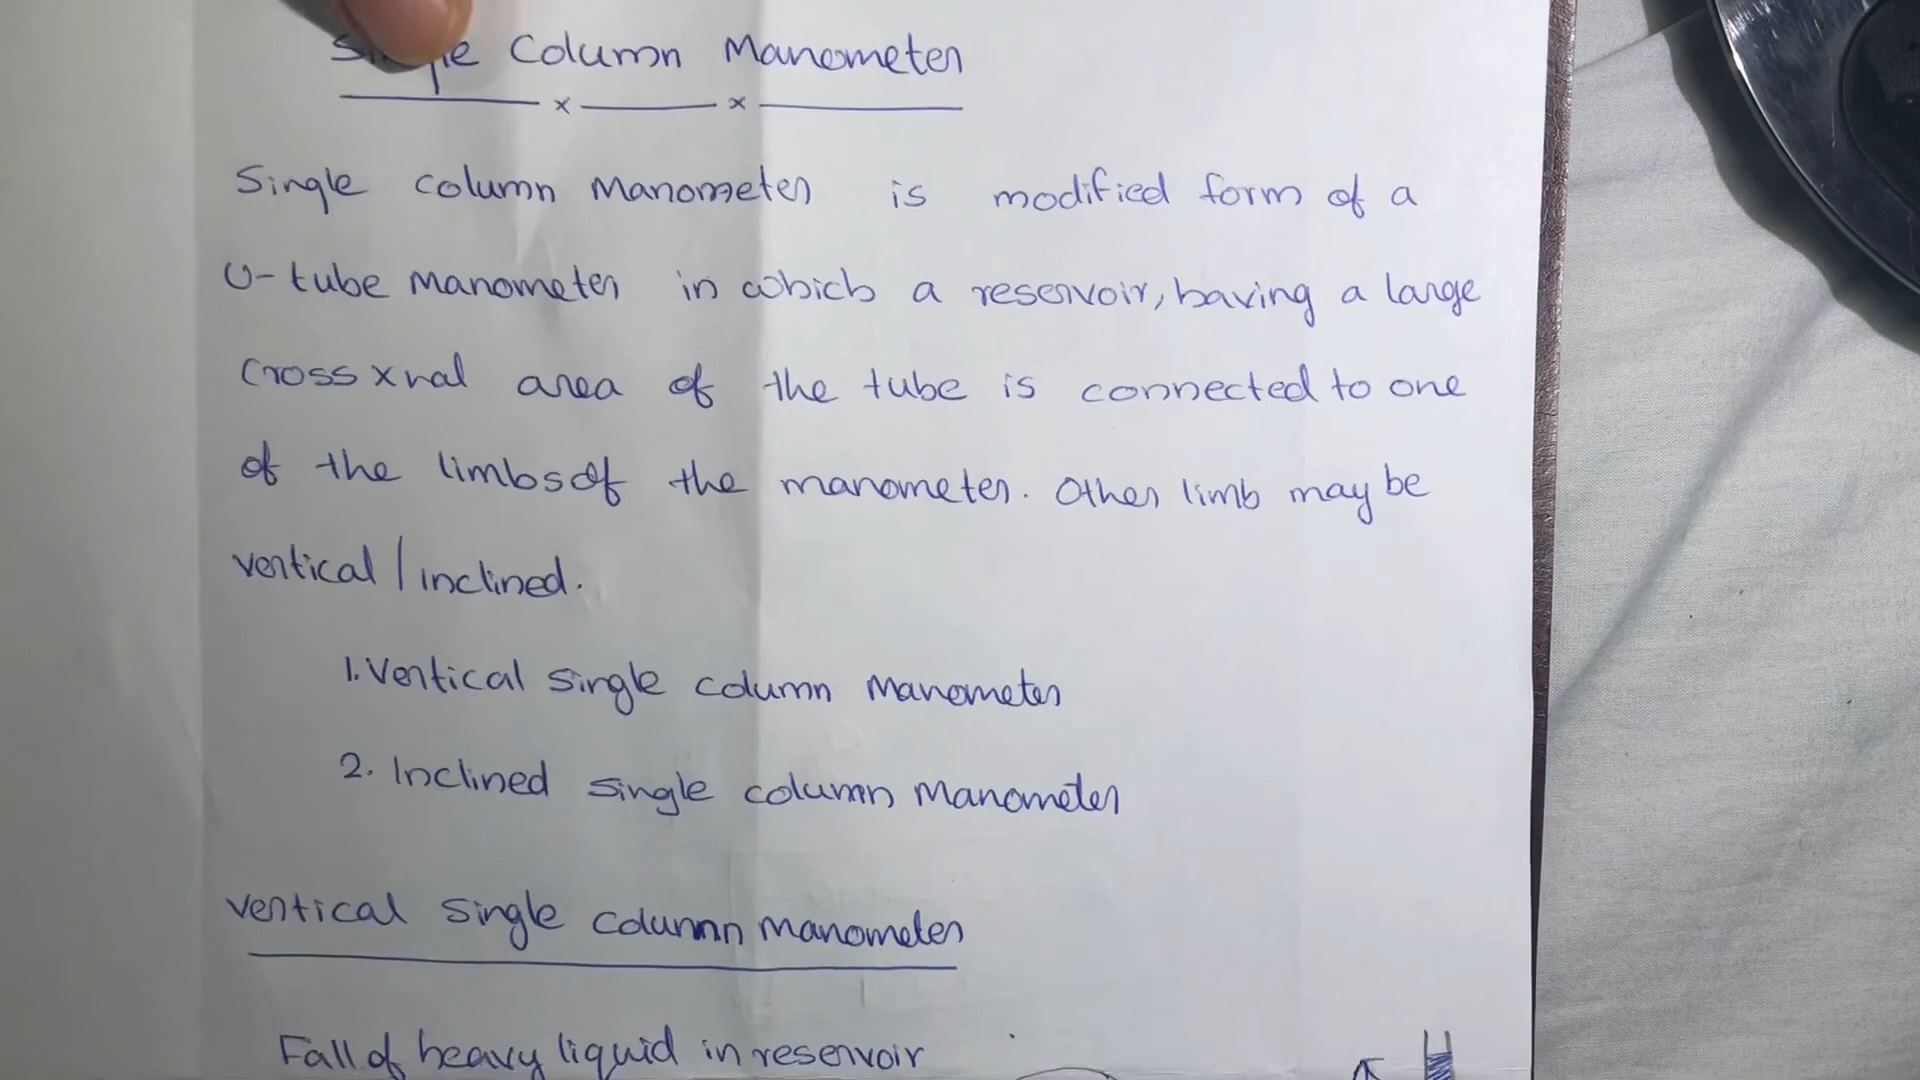 Single Column Manometer
Single column Manometer is modified form of a
U-tube manometer in which a reservoir, having a large
Cross xnal area of the tube is connected to one
of the limbs of the manometer. Other limb may be
vertical / inclined.
1. Vertical single column Manometer
2. Inclined single column Manometer
Vertical single column manometer
Fall of heavy liquid in reservoir